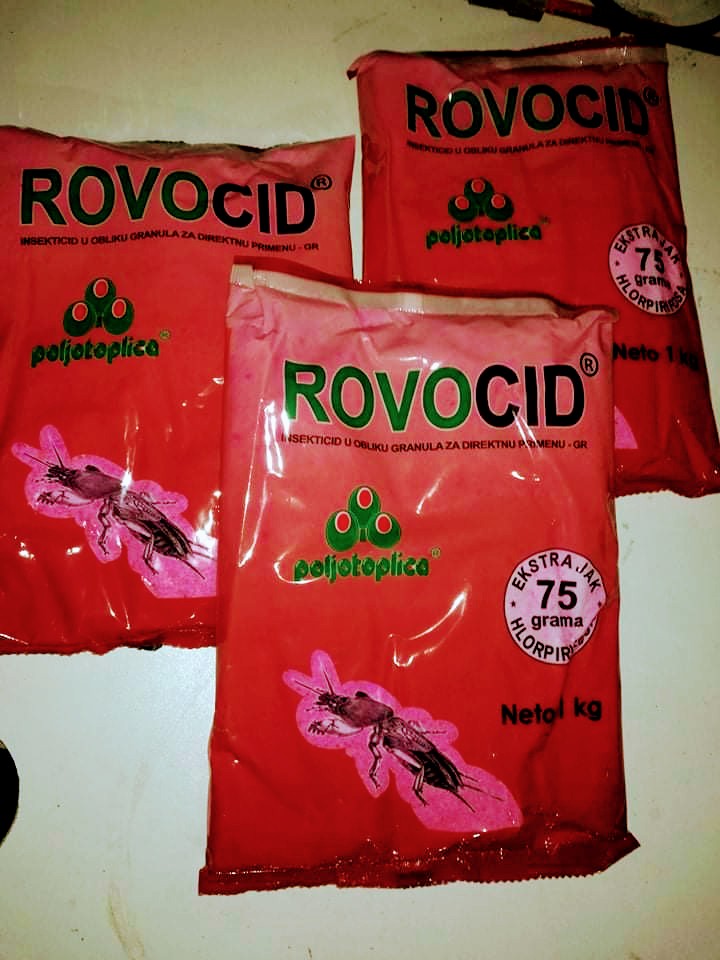 ROVOCID®
INSEKTICID U OBLIKU GRANULA ZA DIREKTNU PRIMENU - GR
poljotoplica®
ROVOCID®
INSEKTICID U OBLIKU GRANULA ZA DIREKTNU PRIMENU - GR
poljotoplica®
EKSTRA JAK
75
grama
HLORPIRIFOSA
Neto 1 kg
ROVOCID®
INSEKTICID U OBLIKU GRANULA ZA DIREKTNU PRIMENU - GR
poljotoplica®
EKSTRA JAK
75
grama
Neto 1 kg